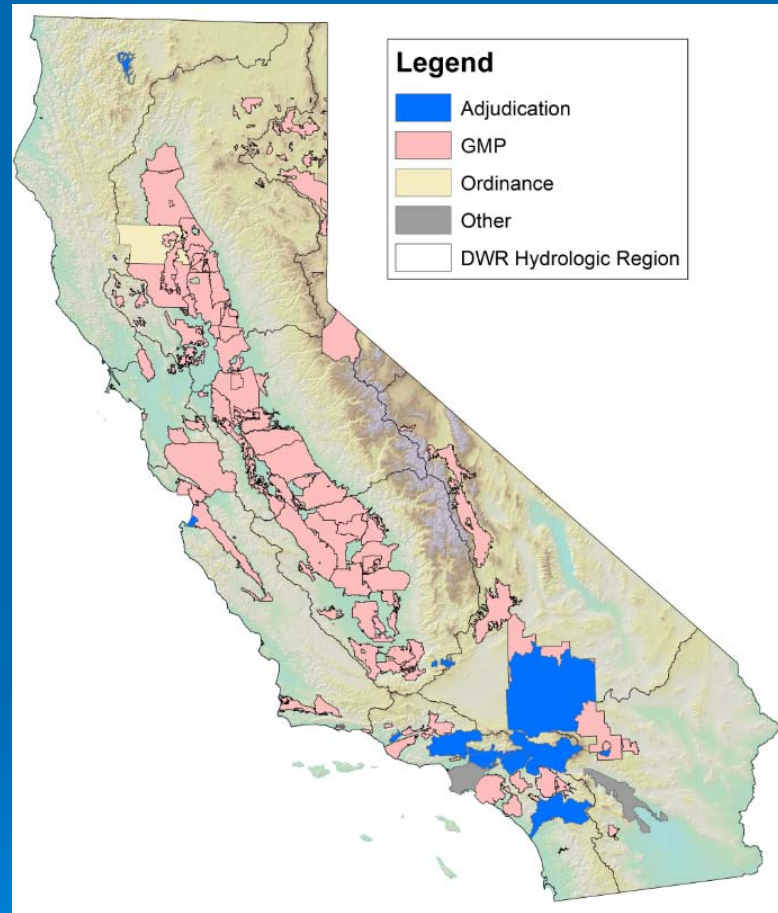 Legend
Adjudication
GMP
Ordinance
Other
DWR Hydrologic Region